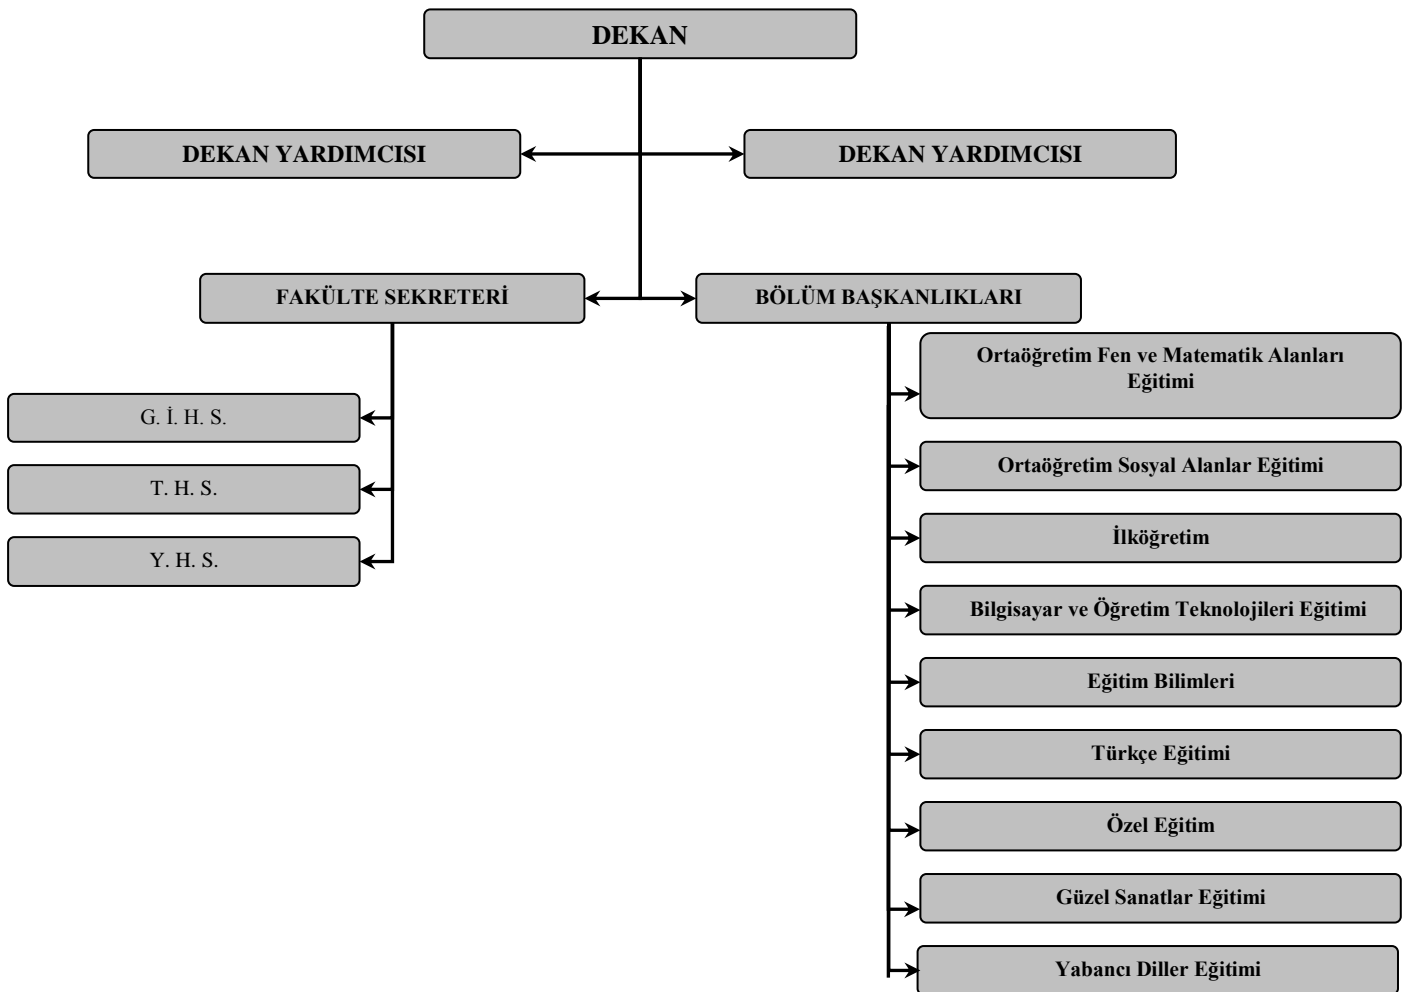 DEKAN
DEKAN YARDIMCISI
DEKAN YARDIMCISI
FAKÜLTE SEKRETERİ
BÖLÜM BAŞKANLIKLARI
G. İ. H. S.
T. H. S.
Y. H. S.
Ortaöğretim Fen ve Matematik Alanları
Eğitimi
Ortaöğretim Sosyal Alanlar Eğitimi
İlköğretim
Bilgisayar ve Öğretim Teknolojileri Eğitimi
Eğitim Bilimleri
Türkçe Eğitimi
Özel Eğitim
Güzel Sanatlar Eğitimi
Yabancı Diller Eğitimi